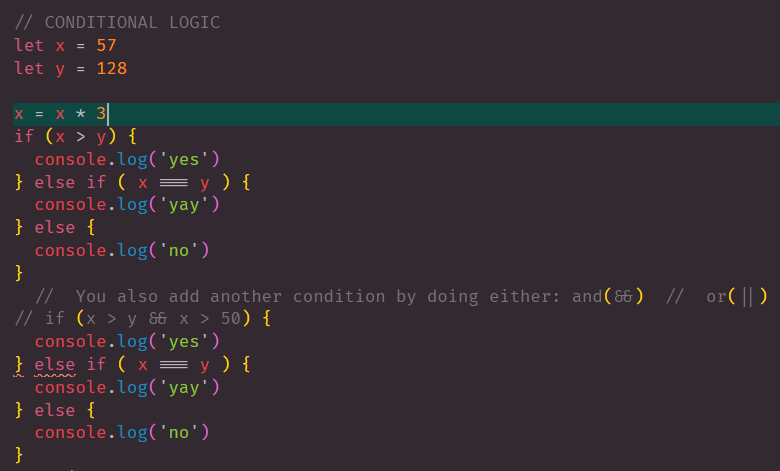 // CONDITIONAL LOGIC
let x = 57
let y = 128

x = x * 3
if (x > y) {
  console.log('yes')
} else if ( x === y ) {
  console.log('yay')
} else {
  console.log('no')
}
  //  You also add another condition by doing either: and(&&)  //  or(||)
// if (x > y && x > 50) {
  console.log('yes')
} else if ( x === y ) {
  console.log('yay')
} else {
  console.log('no')
}